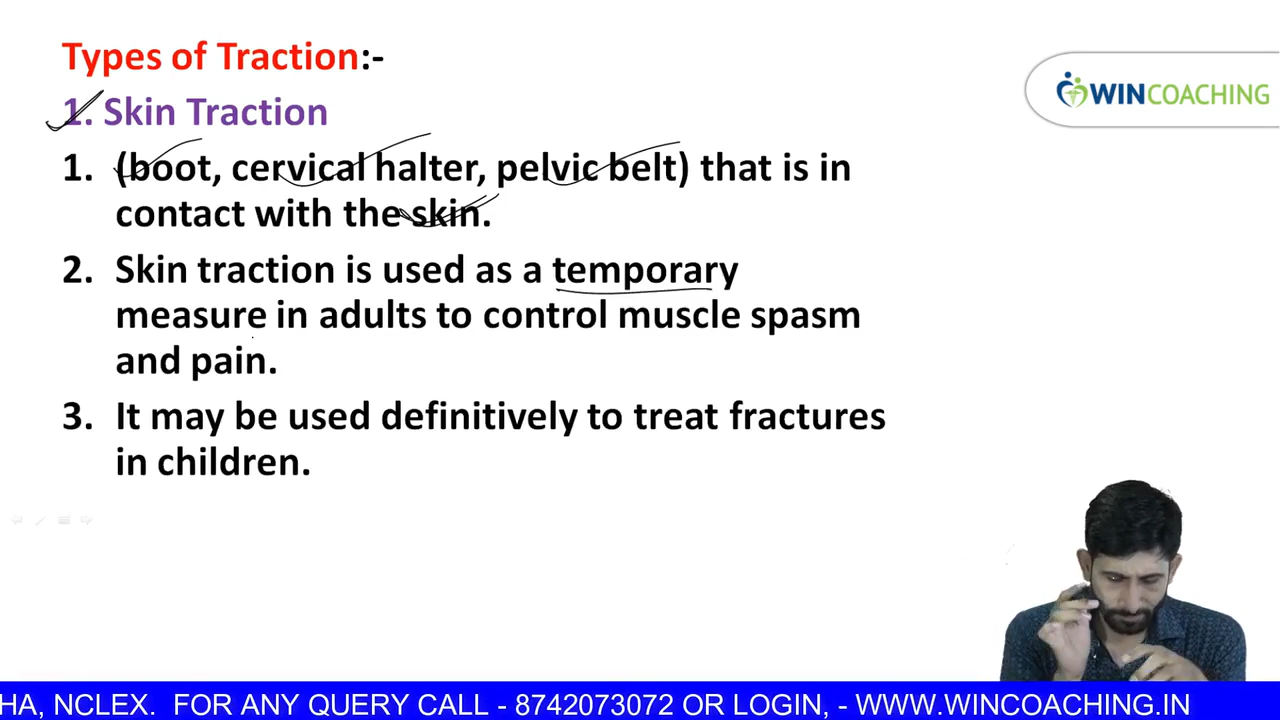 Types of Traction:-
WINCOACHING
1. Skin Traction
1. (boot, cervical halter, pelvic belt) that is in
contact with the skin.
2. Skin traction is used as a temporary
measure in adults to control muscle spasm
and pain.
3. It may be used definitively to treat fractures
in children.
HA, NCLEX. FOR ANY QUERY CALL - 8742073072 OR LOGIN, - WWW.WINCOACHING.IN